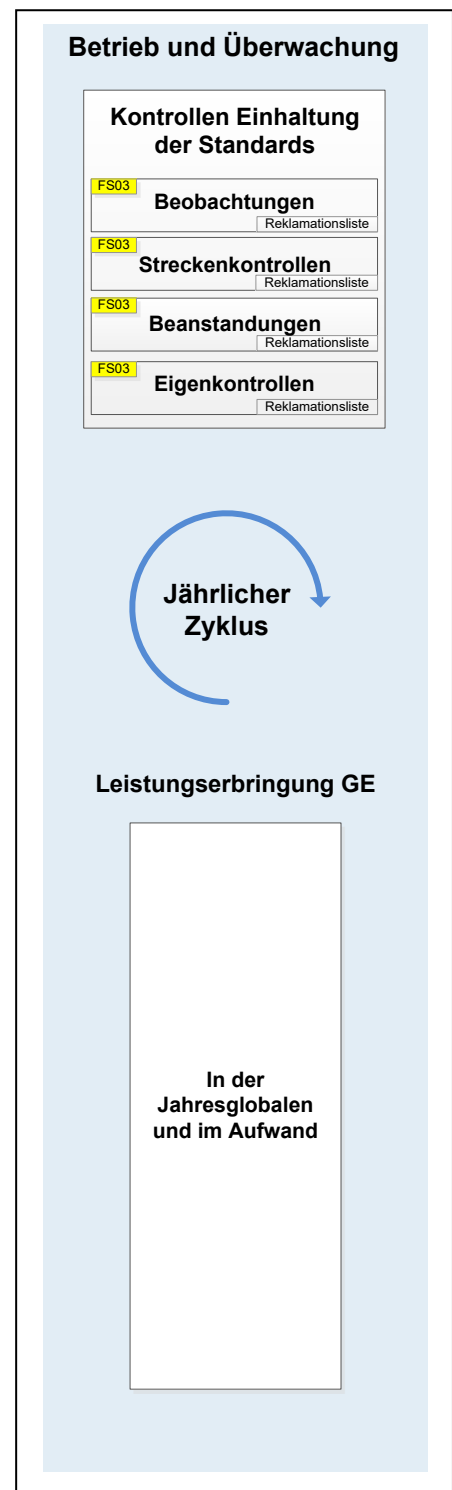 Betrieb und Überwachung
Kontrollen Einhaltung
der Standards
FS03
Beobachtungen
Reklamationsliste
FS03
Streckenkontrollen
Reklamationsliste
FS03
Beanstandungen
Reklamationsliste
FS03
Eigenkontrollen
Reklamationsliste
Jährlicher
Zyklus
Leistungserbringung GE
In der
Jahresglobalen
und im Aufwand